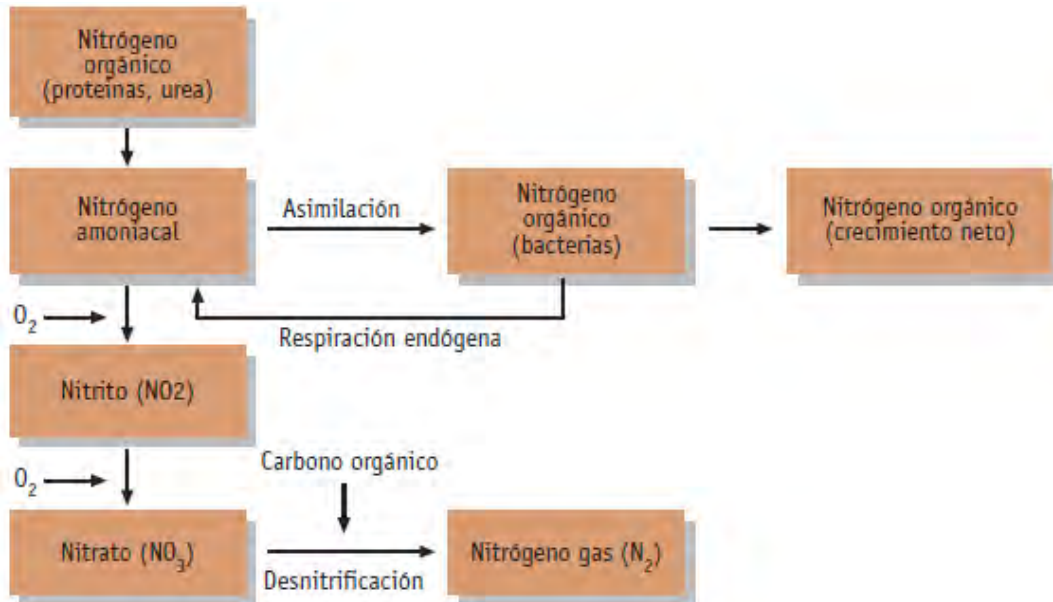 Nitrógeno
orgánico
(proteínas, urea)
Nitrógeno
amoniacal
Asimilación
Nitrógeno
orgánico
(bacterias)
Nitrógeno orgánico
(crecimiento neto)
O₂
Respiración endógena
Nitrito (NO2)
O₂
Carbono orgánico
Nitrato (NO₃)
Desnitrificación
Nitrógeno gas (N₂)